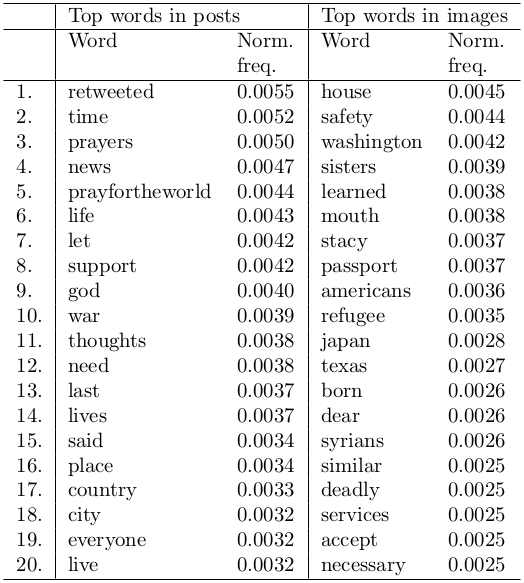 Top words in posts Top words in images
Word Norm. freq. Word Norm. freq.
1. retweeted 0.0055 house 0.0045
2. time 0.0052 safety 0.0044
3. prayers 0.0050 washington 0.0042
4. news 0.0047 sisters 0.0039
5. prayfortheworld 0.0044 learned 0.0038
6. life 0.0043 mouth 0.0038
7. let 0.0042 stacy 0.0037
8. support 0.0042 passport 0.0037
9. god 0.0040 americans 0.0036
10. war 0.0039 refugee 0.0035
11. thoughts 0.0038 japan 0.0028
12. need 0.0038 texas 0.0027
13. last 0.0037 born 0.0026
14. lives 0.0037 dear 0.0026
15. said 0.0034 syrians 0.0026
16. place 0.0034 similar 0.0025
17. country 0.0033 deadly 0.0025
18. city 0.0032 services 0.0025
19. everyone 0.0032 accept 0.0025
20. live 0.0032 necessary 0.0025